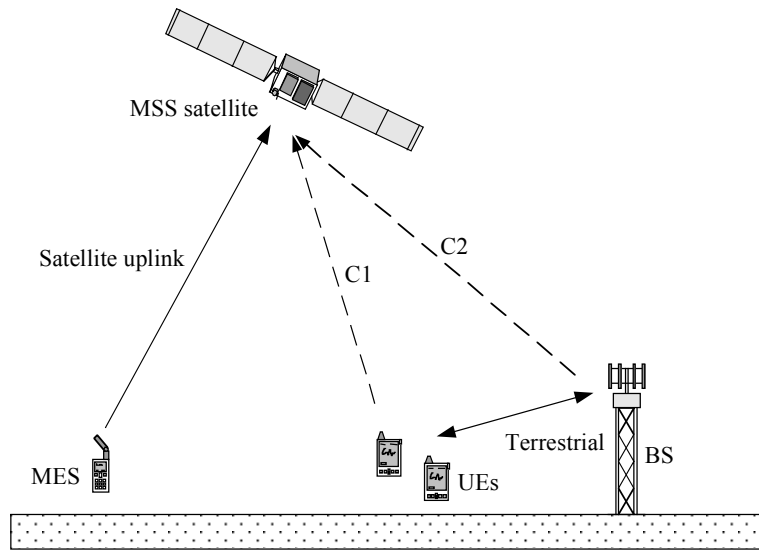 MSS satellite
C2
Satellite uplink
C1
Terrestrial
BS
MES
UEs